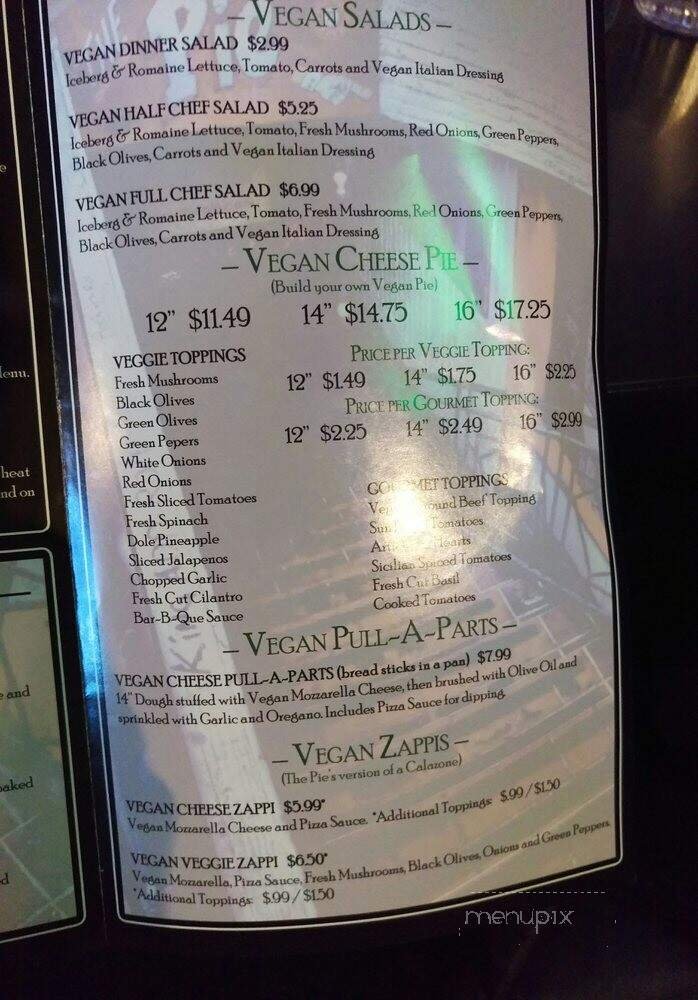 – VEGAN SALADS –
VEGAN DINNER SALAD $2.99
Iceberg & Romaine Lettuce, Tomato, Carrots and Vegan Italian Dressing
VEGAN HALF CHEF SALAD $5.25
Iceberg & Romaine Lettuce, Tomato, Fresh Mushrooms, Red Onions, Green Peppers,
Black Olives, Carrots and Vegan Italian Dressing
VEGAN FULL CHEF SALAD $6.99
Iceberg & Romaine Lettuce, Tomato, Fresh Mushrooms, Red Onions, Green Peppers,
Black Olives, Carrots and Vegan Italian Dressing
– VEGAN CHEESE PIE –
(Build your own Vegan Pie)
12" $11.49 14" $14.75 16" $17.25
VEGGIE TOPPINGS
Fresh Mushrooms
Black Olives
Green Olives
Green Pepers
White Onions
Red Onions
Fresh Sliced Tomatoes
Fresh Spinach
Dole Pineapple
Sliced Jalapenos
Chopped Garlic
Fresh Cut Cilantro
Bar-B-Que Sauce
PRICE PER VEGGIE TOPPING:
12" $1.49 14" $1.75 16" $2.25
PRICE PER GOURMET TOPPING:
12" $2.25 14" $2.49 16" $2.99
GOURMET TOPPINGS
Beef Topping
Tomatoes
Hearts
Sicilian Spiced Tomatoes
Fresh Cut Basil
Cooked Tomatoes
– VEGAN PULL~A~PARTS –
VEGAN CHEESE PULL~A~PARTS (bread sticks in a pan) $7.99
14" Dough stuffed with Vegan Mozzarella Cheese, then brushed with Olive Oil and
sprinkled with Garlic and Oregano. Includes Pizza Sauce for dipping.
– VEGAN ZAPPIS –
(The Pie's version of a Calazone)
VEGAN CHEESE ZAPPI $5.99*
Vegan Mozzarella Cheese and Pizza Sauce. *Additional Toppings: $.99 / $1.50
VEGAN VEGGIE ZAPPI $6.50*
Vegan Mozzarella, Pizza Sauce, Fresh Mushrooms, Black Olives, Onions and Green Peppers.
*Additional Toppings: $.99 / $1.50
heat
nd on
and
menupix